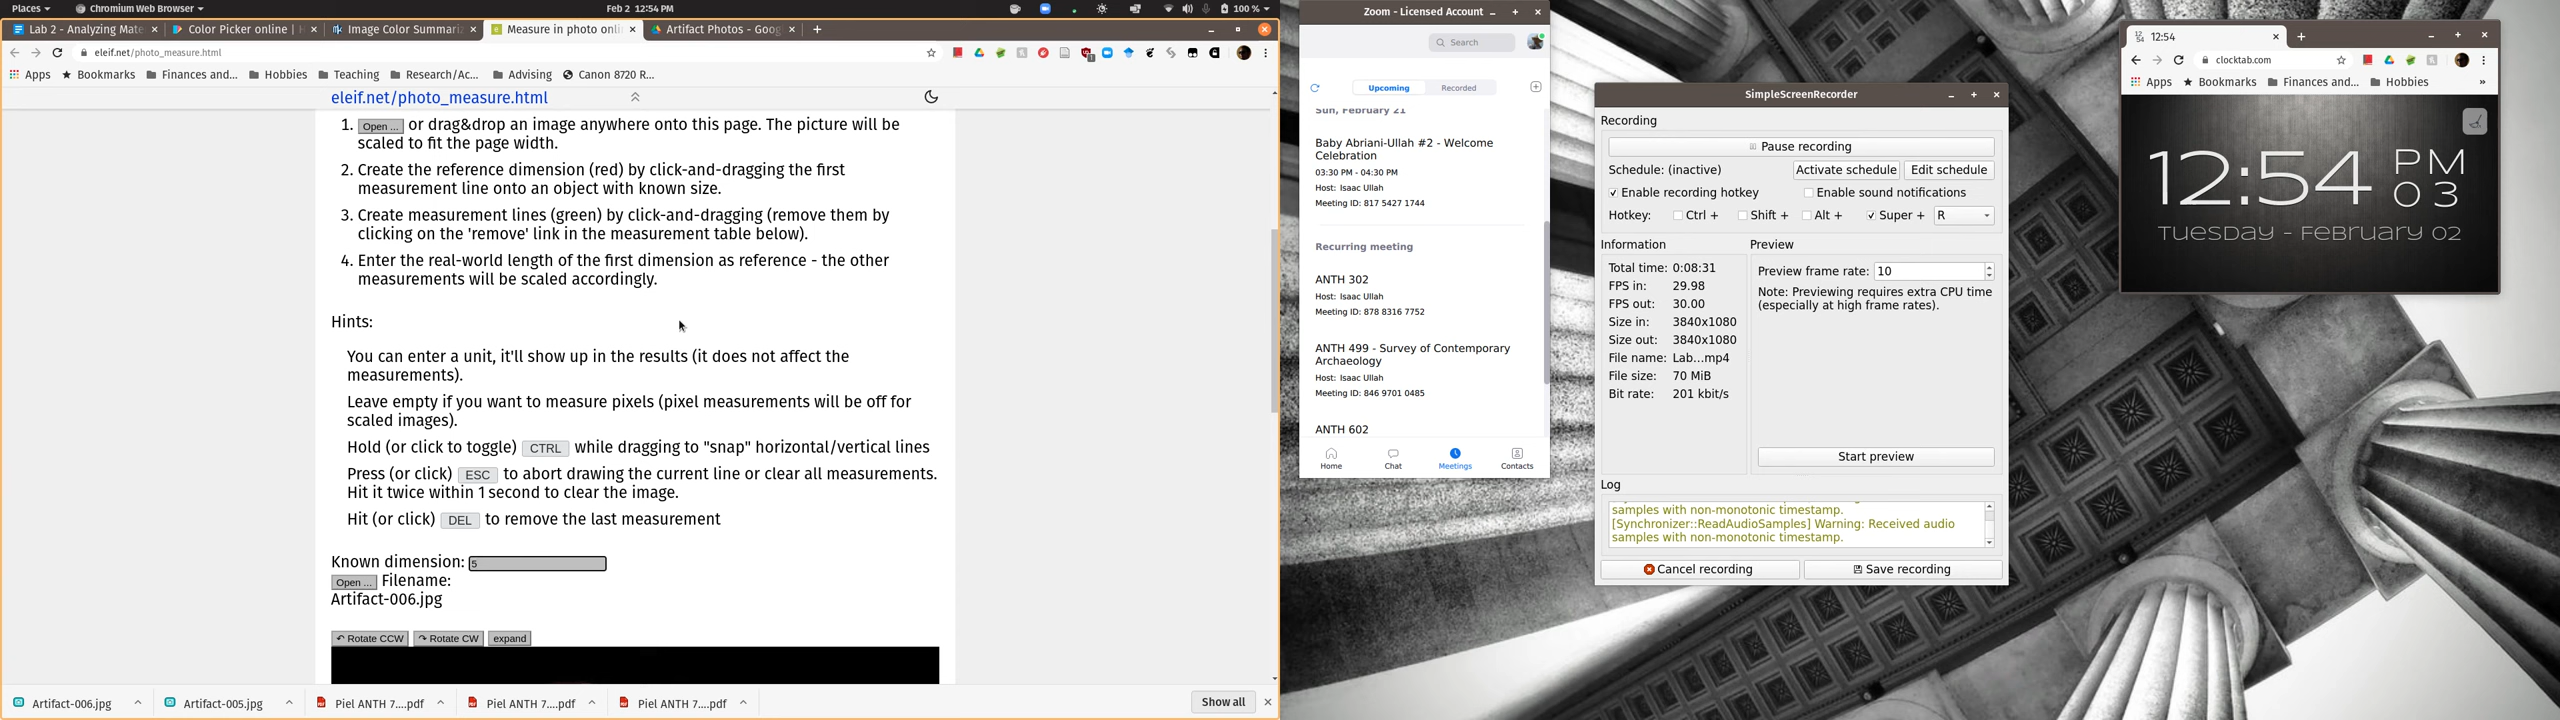 Places
Chromium Web Browser
Feb 2 12:54 PM
100 %
Lab 2 - Analyzing Mate
Color Picker online | H
Image Color Summariz
Measure in photo onli
Artifact Photos - Goog
eleif.net/photo_measure.html
Apps
Bookmarks
Finances and...
Hobbies
Teaching
Research/Ac...
Advising
Canon 8720 R...
eleif.net/photo_measure.html
1. Open ... or drag&drop an image anywhere onto this page. The picture will be
scaled to fit the page width.
2. Create the reference dimension (red) by click-and-dragging the first
measurement line onto an object with known size.
3. Create measurement lines (green) by click-and-dragging (remove them by
clicking on the 'remove' link in the measurement table below).
4. Enter the real-world length of the first dimension as reference - the other
measurements will be scaled accordingly.
Hints:
You can enter a unit, it'll show up in the results (it does not affect the
measurements).
Leave empty if you want to measure pixels (pixel measurements will be off for
scaled images).
Hold (or click to toggle) CTRL while dragging to "snap" horizontal/vertical lines
Press (or click) ESC to abort drawing the current line or clear all measurements.
Hit it twice within 1 second to clear the image.
Hit (or click) DEL to remove the last measurement
Known dimension: 5
Open ... Filename:
Artifact-006.jpg
Rotate CCW
Rotate CW
expand
Artifact-006.jpg
Artifact-005.jpg
Piel ANTH 7....pdf
Piel ANTH 7....pdf
Piel ANTH 7....pdf
Show all
Zoom - Licensed Account
Search
Upcoming
Recorded
Sun, February 21
Baby Abriani-Ullah #2 - Welcome
Celebration
03:30 PM - 04:30 PM
Host: Isaac Ullah
Meeting ID: 817 5427 1744
Recurring meeting
ANTH 302
Host: Isaac Ullah
Meeting ID: 878 8316 7752
ANTH 499 - Survey of Contemporary
Archaeology
Host: Isaac Ullah
Meeting ID: 846 9701 0485
ANTH 602
Home
Chat
Meetings
Contacts
SimpleScreenRecorder
Recording
Pause recording
Schedule: (inactive)
Activate schedule
Edit schedule
Enable recording hotkey
Enable sound notifications
Hotkey:
Ctrl +
Shift +
Alt +
Super +
R
Information
Total time: 0:08:31
FPS in: 29.98
FPS out: 30.00
Size in: 3840x1080
Size out: 3840x1080
File name: Lab...mp4
File size: 70 MiB
Bit rate: 201 kbit/s
Preview
Preview frame rate: 10
Note: Previewing requires extra CPU time
(especially at high frame rates).
Start preview
Log
samples with non-monotonic timestamp.
[Synchronizer::ReadAudioSamples] Warning: Received audio
samples with non-monotonic timestamp.
Cancel recording
Save recording
12:54
clocktab.com
Apps
Bookmarks
Finances and...
Hobbies
»
12:54 PM
03
Tuesday - February 02